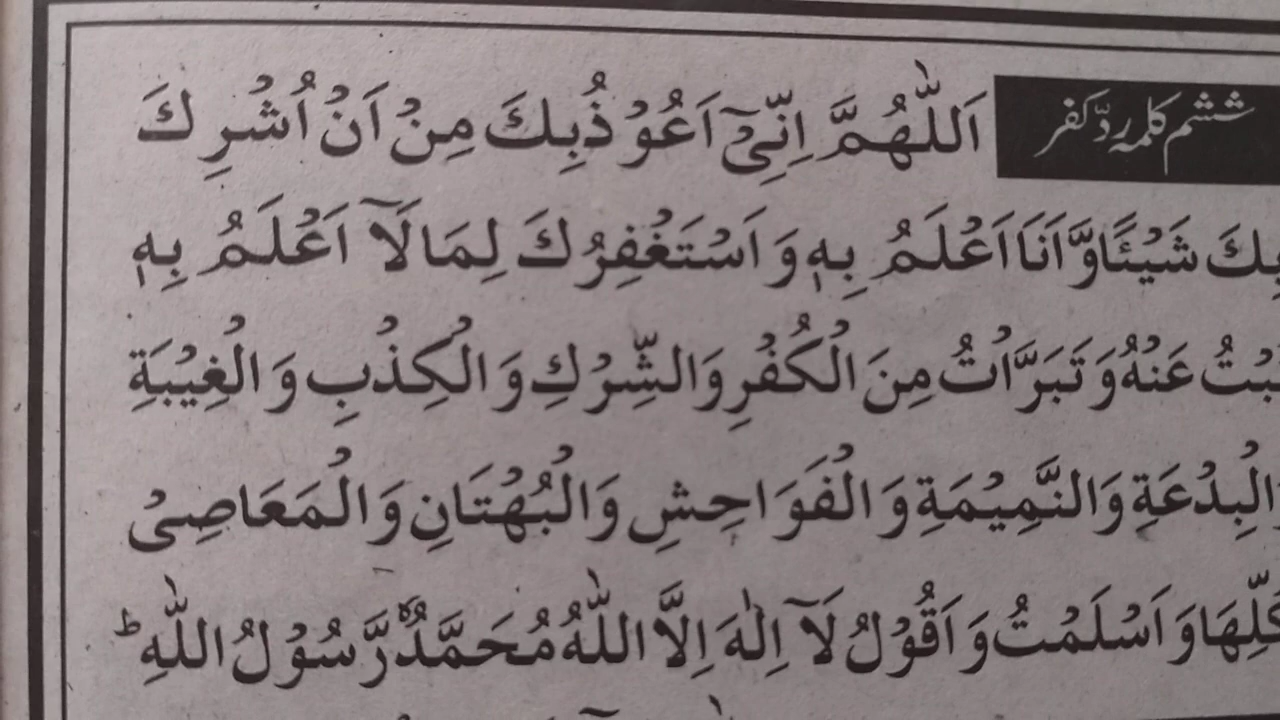 ششم کلمہ ردّ کفر اَللّٰهُمَّ اِنِّیْۤ اَعُوْذُبِكَ مِنْ اَنْ اُشْرِكَ
بِكَ شَیْئًا وَّاَنَا اَعْلَمُ بِهٖ وَ اَسْتَغْفِرُكَ لِمَا لَاۤ اَعْلَمُ بِهٖ
عَنْهُ وَ تَبَرَّاْتُ مِنَ الْكُفْرِ وَالشِّرْكِ وَ الْكِذْبِ وَ الْغِیْبَةِ
الْبِدْعَةِ وَالنَّمِیْمَةِ وَ الْفَوَاحِشِ وَالْبُهْتَانِ وَ الْمَعَاصِیْ
كُلِّهَا وَ اَسْلَمْتُ وَ اَقُوْلُ لَاۤ اِلٰهَ اِلَّا اللّٰهُ مُحَمَّدٌ رَّسُوْلُ اللّٰهِ ؕ